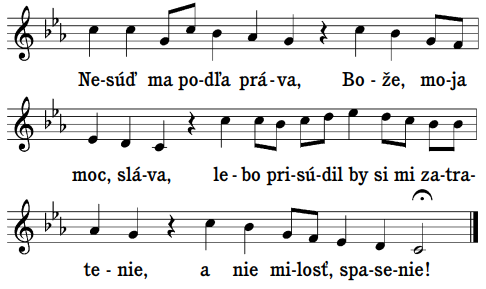 Ne-súď ma po-dľa prá-va, Bo-že, mo-ja
moc, slá-va, le-bo pri-sú-dil by si mi za-tra-
te-nie, a nie mi-losť, spa-se-nie!